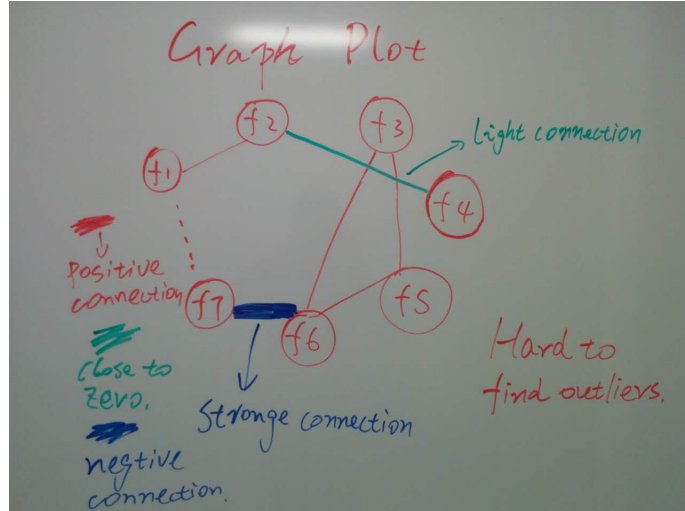 Graph Plot
f2
f3
Light connection
f1
f4
Positive
connection
f7
f5
f6
Close to
Zero.
Stronge connection
negtive
connection.
Hard to
find outliers.